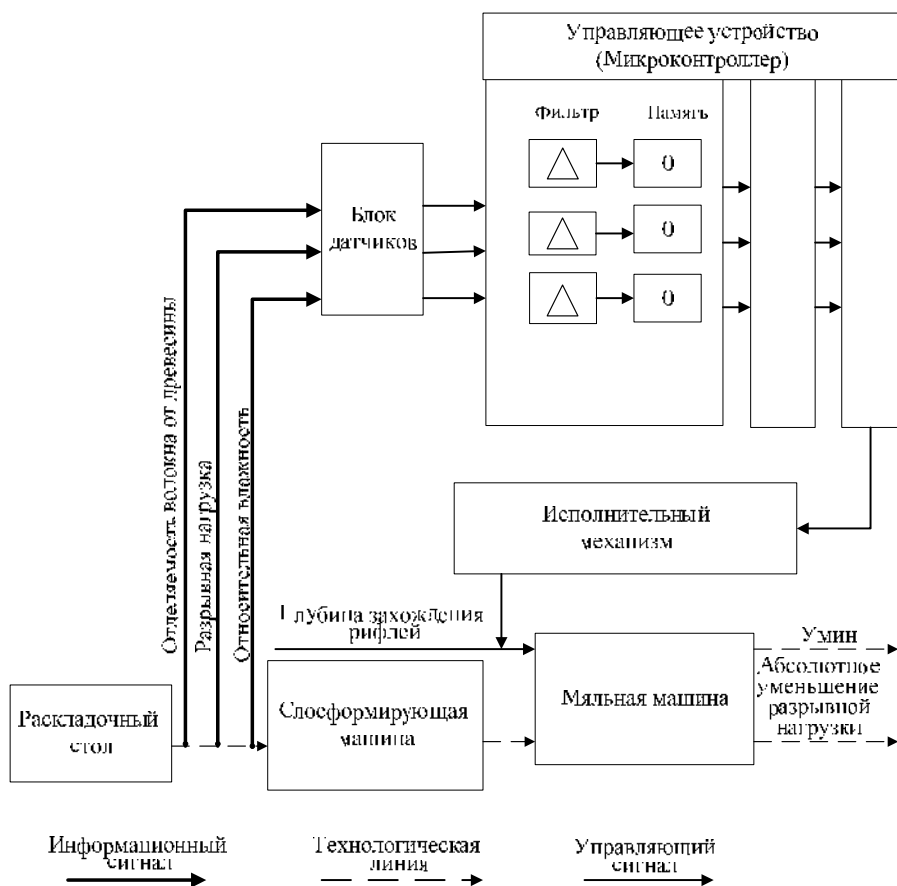 Управляющее устройство
(Микроконтроллер)
Фильтр
Память
0
0
0
Блок
датчиков
Отделяемость волокна от древесины
Разрывная нагрузка
Относительная влажность
Исполнительный
механизм
Глубина захождения
рифлей
Умин
Абсолютное
уменьшение
разрывной
нагрузки
Раскладочный
стол
Слоеформирующая
машина
Мяльная машина
Информационный
сигнал
Технологическая
линия
Управляющий
сигнал